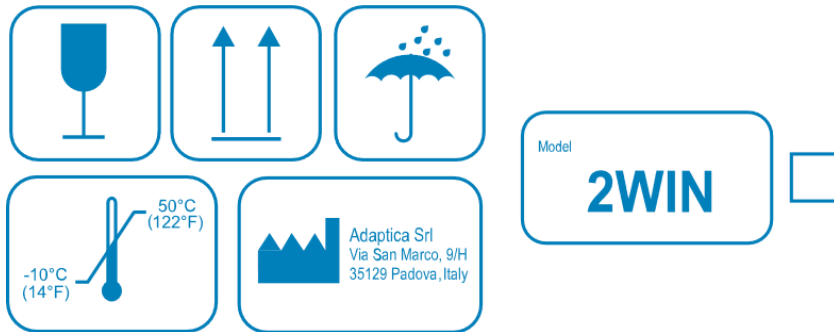 Model
2WIN
50°C
(122°F)
-10°C
(14°F)
Adaptica Srl
Via San Marco, 9/H
35129 Padova, Italy